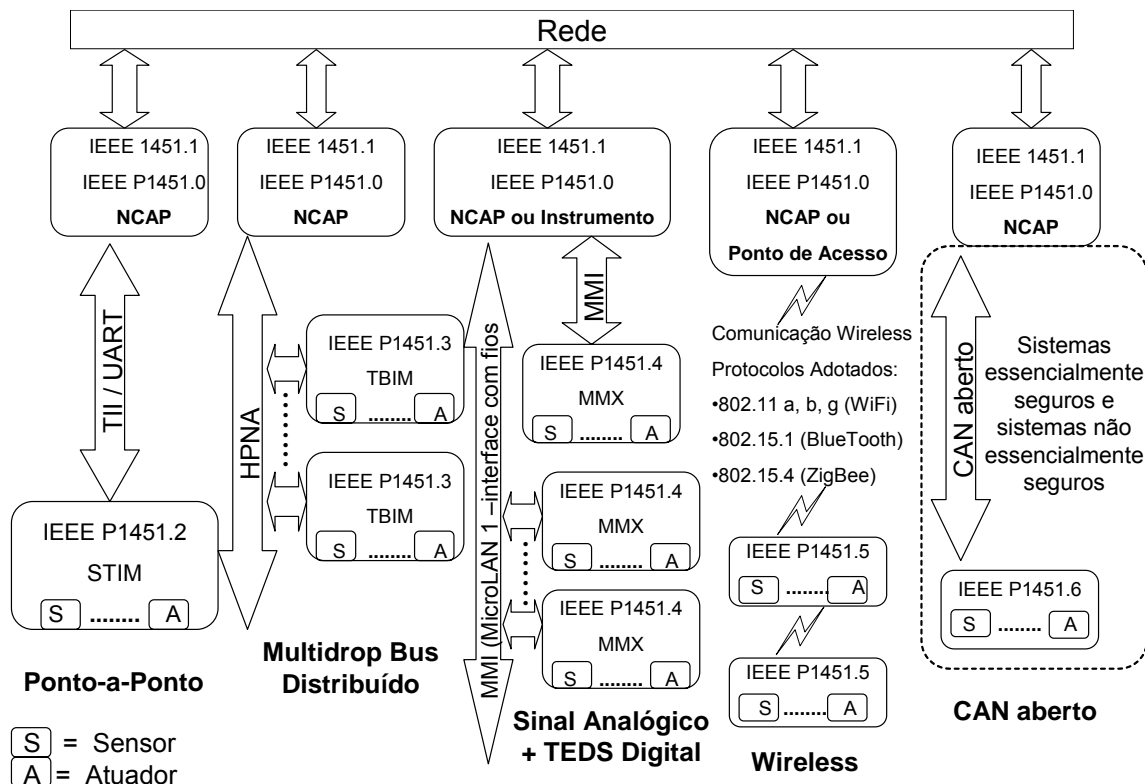 Rede
IEEE 1451.1
IEEE P1451.0
NCAP
TII / UART
IEEE P1451.2
STIM
S ........ A
Ponto-a-Ponto
IEEE 1451.1
IEEE P1451.0
NCAP
HPNA
IEEE P1451.3
TBIM
S ........ A
IEEE P1451.3
TBIM
S ........ A
Multidrop Bus
Distribuído
IEEE 1451.1
IEEE P1451.0
NCAP ou Instrumento
MMI (MicroLAN 1 –interface com fios
MMI
IEEE P1451.4
MMX
S ........ A
IEEE P1451.4
MMX
S ........ A
IEEE P1451.4
MMX
S ........ A
Sinal Analógico
+ TEDS Digital
IEEE 1451.1
IEEE P1451.0
NCAP ou
Ponto de Acesso
Comunicação Wireless
Protocolos Adotados:
•802.11 a, b, g (WiFi)
•802.15.1 (BlueTooth)
•802.15.4 (ZigBee)
IEEE P1451.5
S ........ A
IEEE P1451.5
S ........ A
Wireless
IEEE 1451.1
IEEE P1451.0
NCAP
CAN aberto
Sistemas
essencialmente
seguros e
sistemas não
essencialmente
seguros
IEEE P1451.6
S ........ A
CAN aberto
S = Sensor
A = Atuador